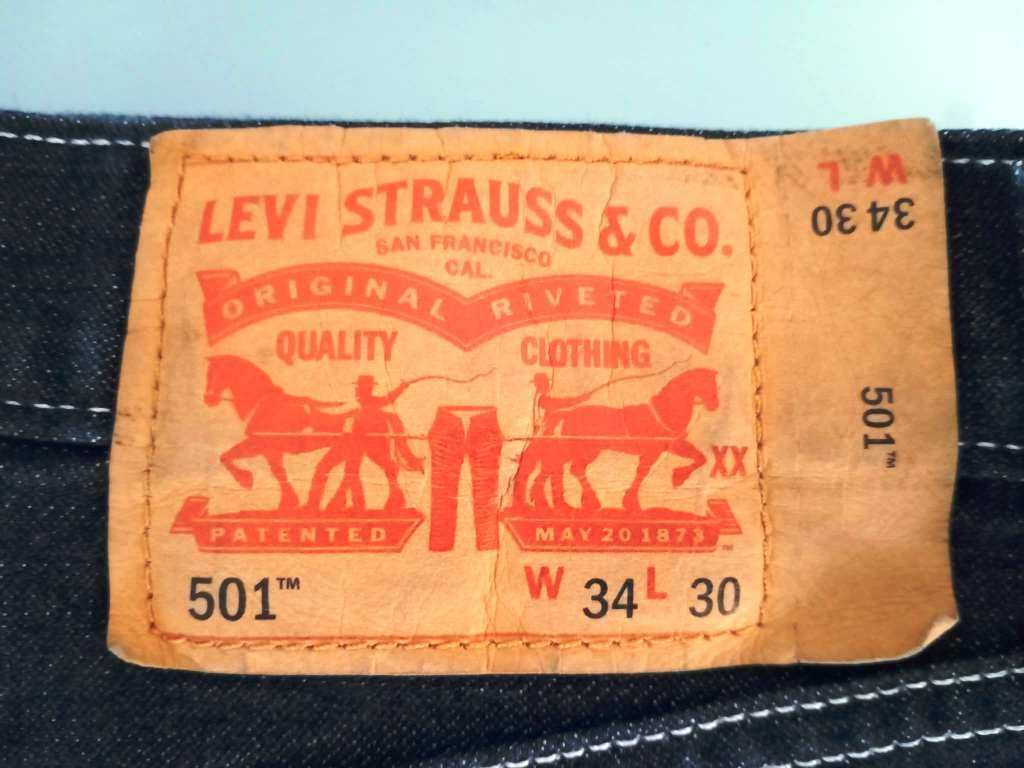 LEVI STRAUSS & CO.
SAN FRANCISCO
CAL.
ORIGINAL RIVETED
QUALITY CLOTHING
XX
PATENTED MAY 20 1873 ™
501™ W 34 L 30
W L
34 30
501™